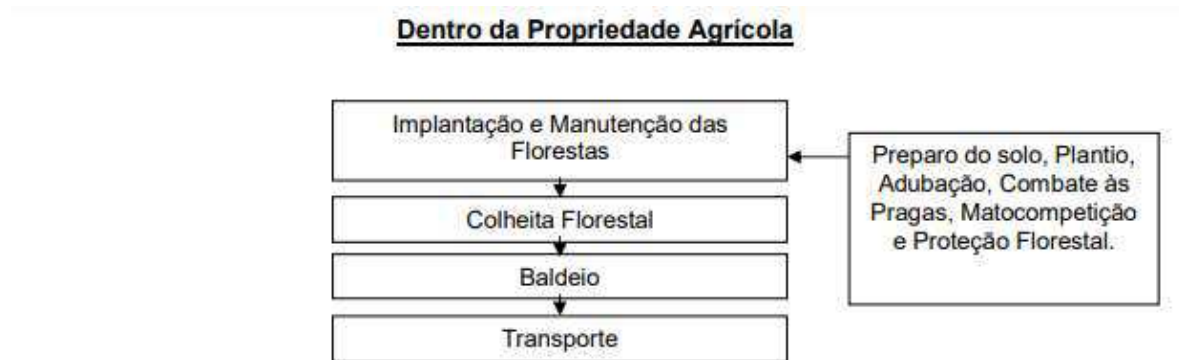 Dentro da Propriedade Agrícola
Implantação e Manutenção das
Florestas
Preparo do solo, Plantio,
Adubação, Combate às
Pragas, Matocompetição
e Proteção Florestal.
Colheita Florestal
Baldeio
Transporte